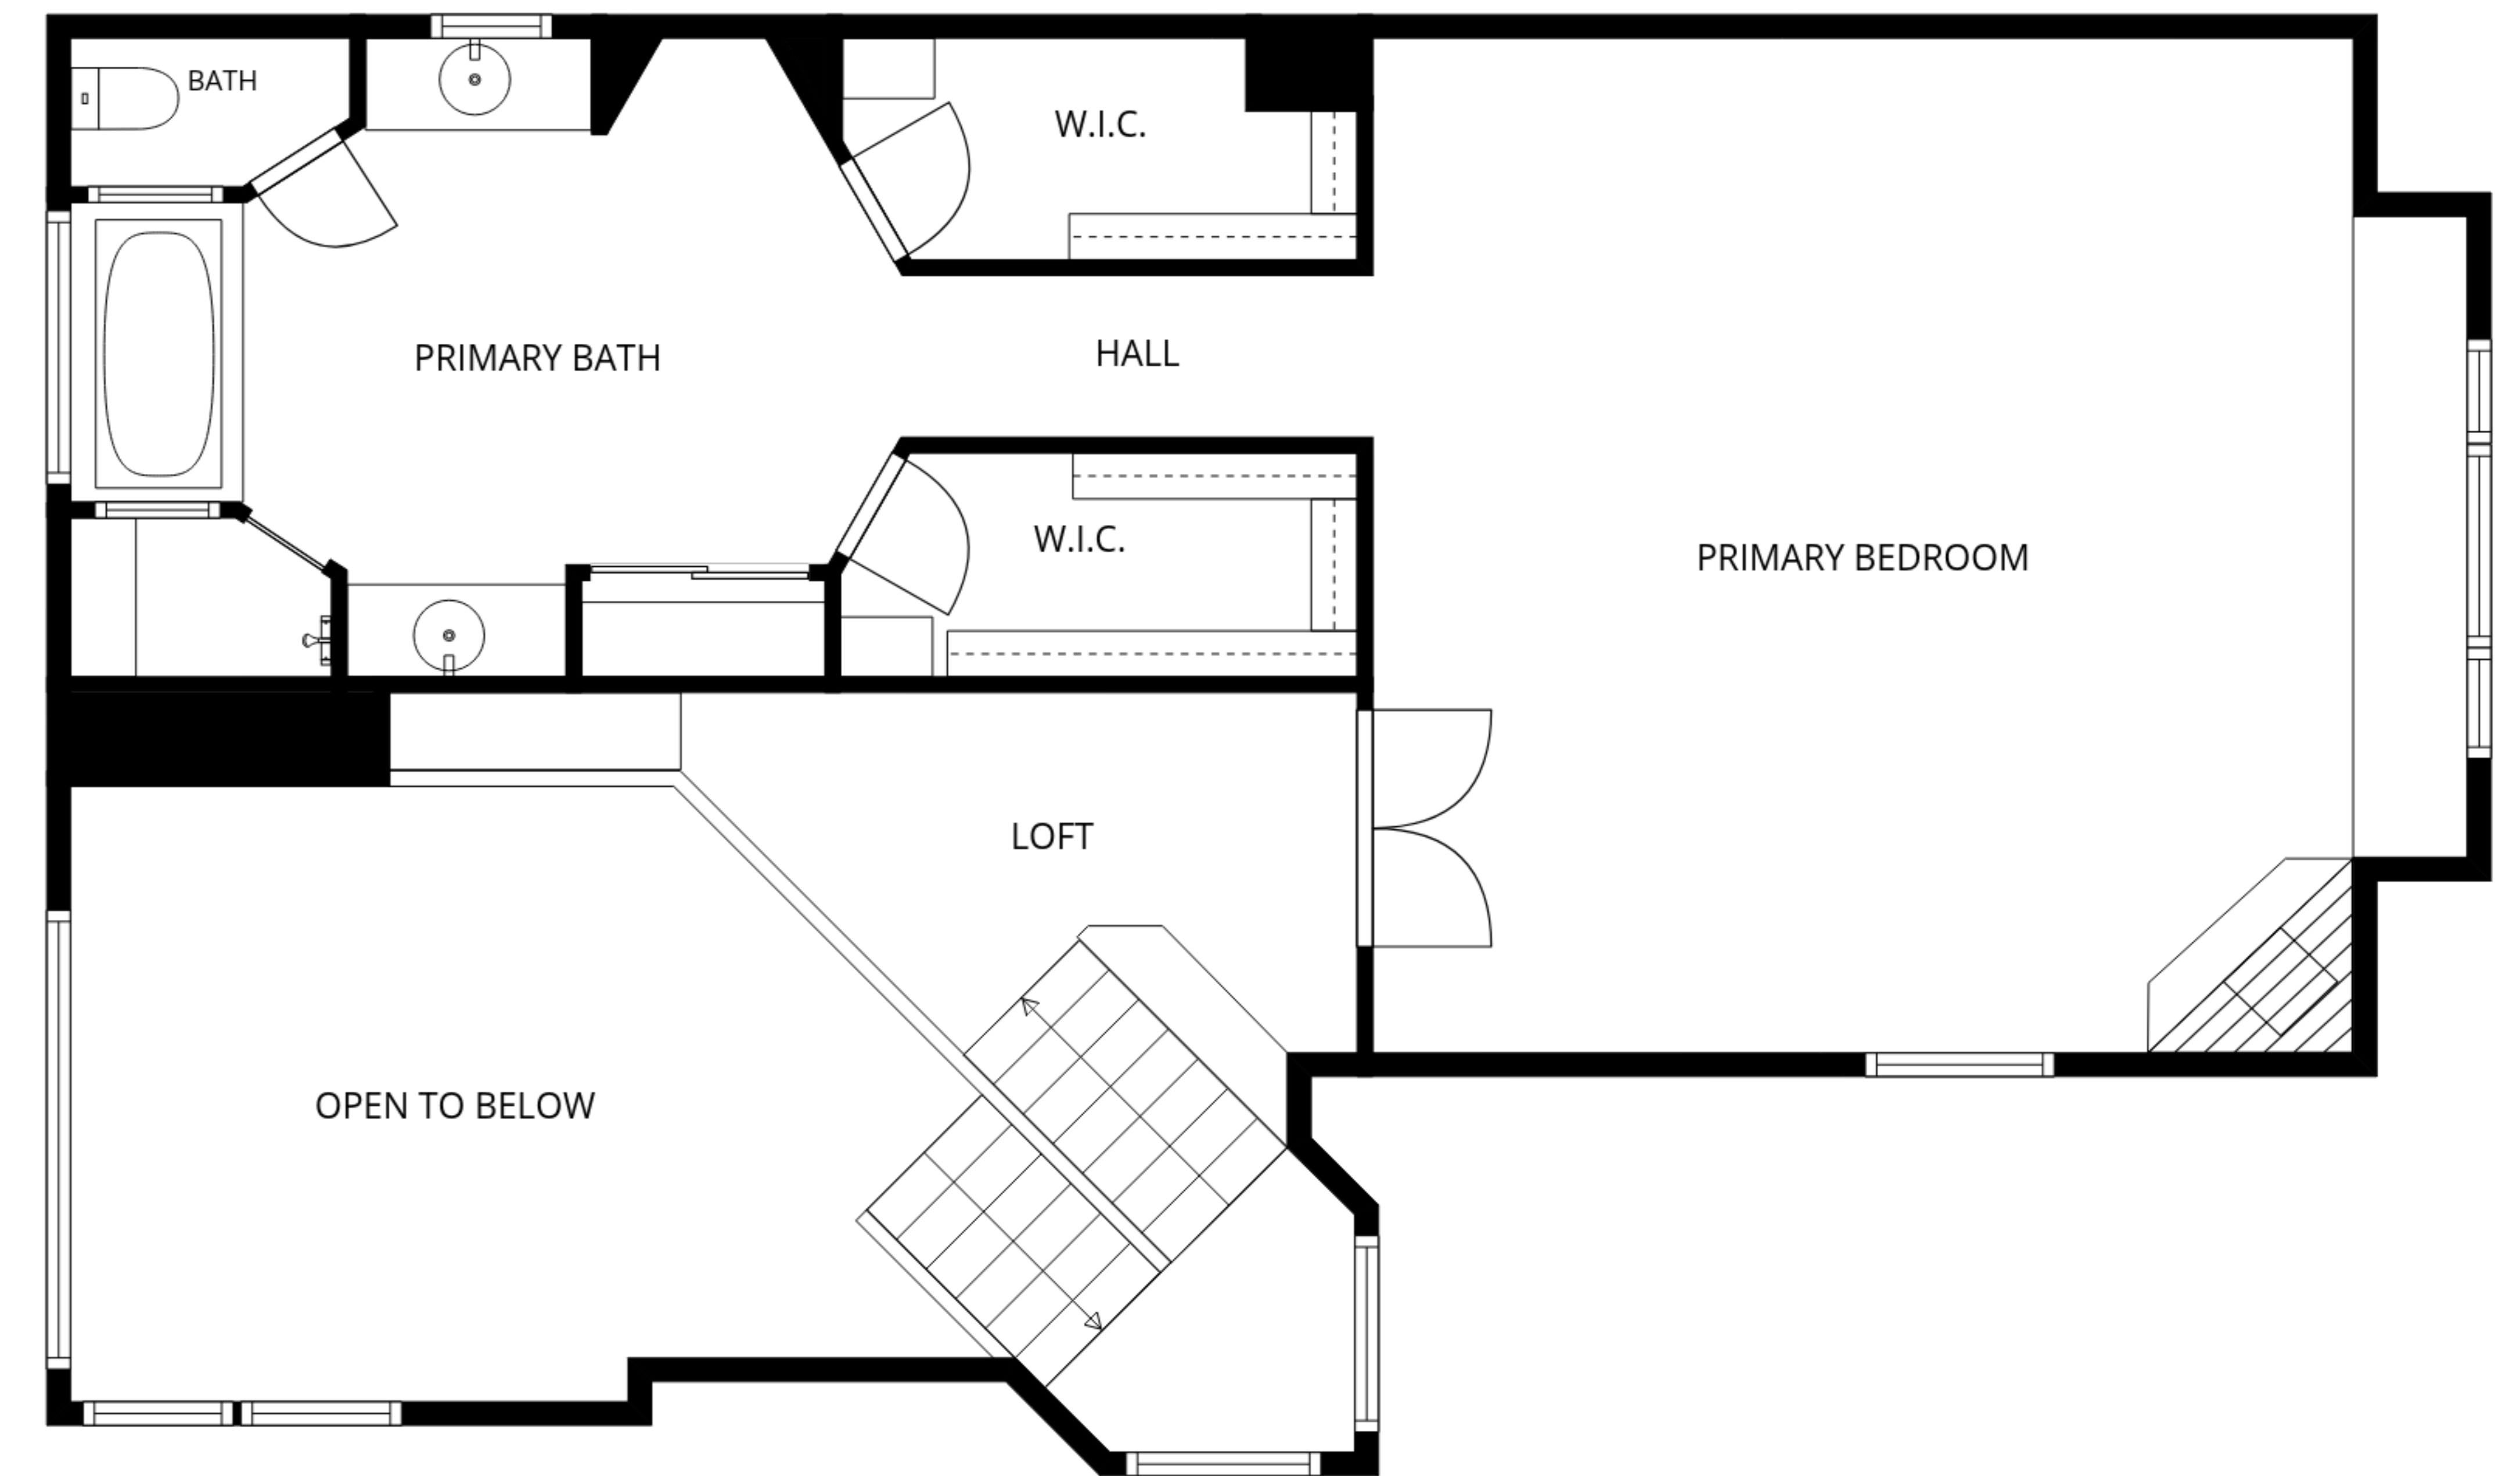 BATH
W.I.C.
PRIMARY BATH
HALL
W.I.C.
PRIMARY BEDROOM
LOFT
OPEN TO BELOW